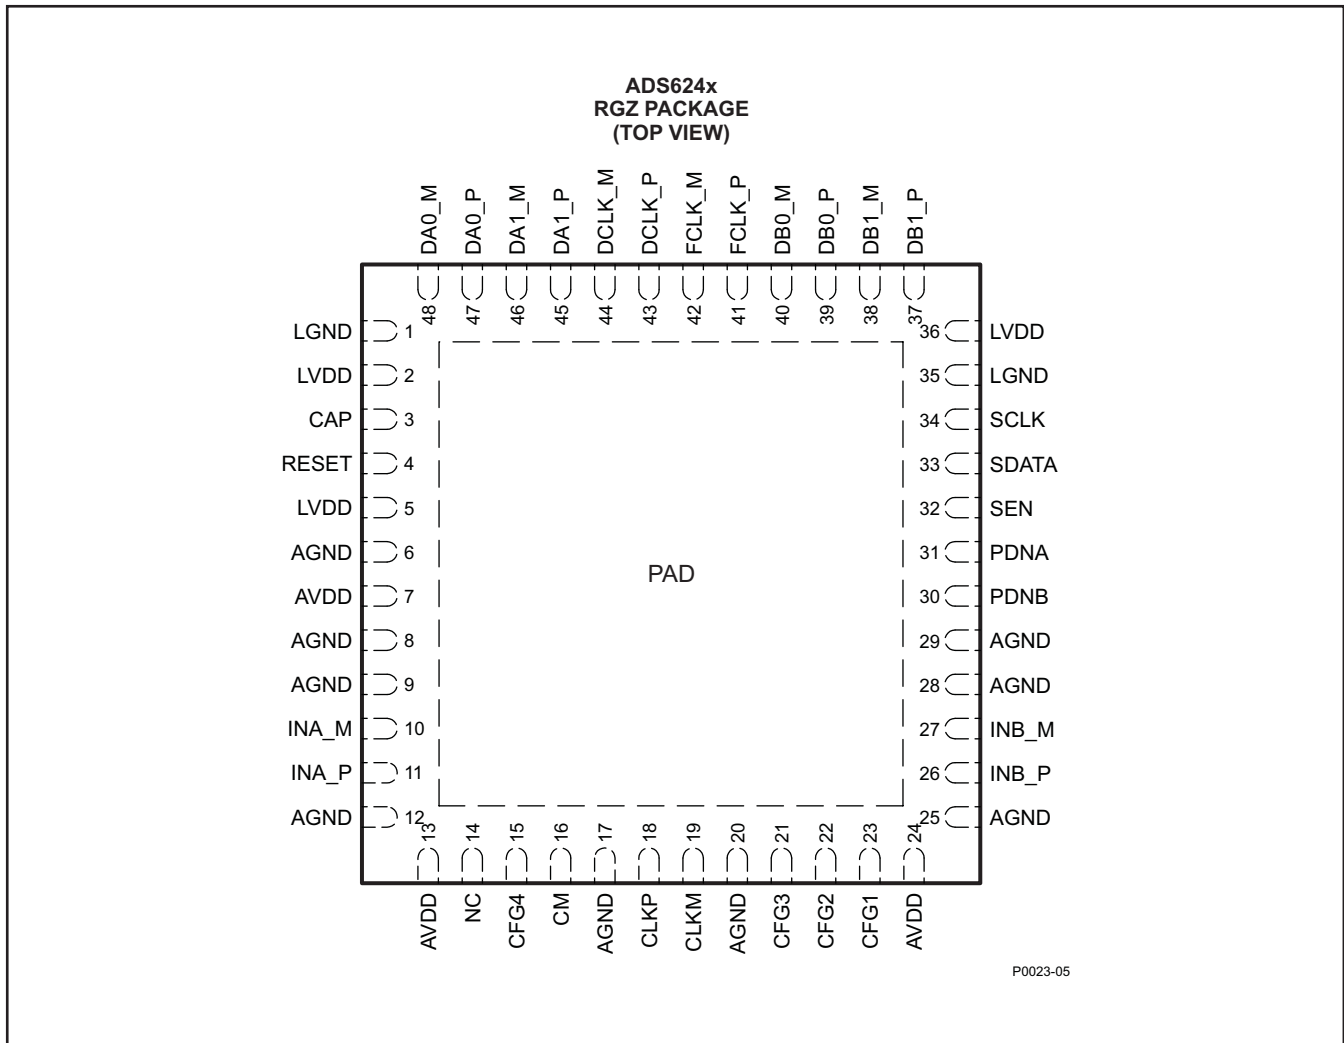 ADS624x
RGZ PACKAGE
(TOP VIEW)
DA0_M
DA0_P
DA1_M
DA1_P
DCLK_M
DCLK_P
FCLK_M
FCLK_P
DB0_M
DB0_P
DB1_M
DB1_P
48
47
46
45
44
43
42
41
40
39
38
37
LGND 1
LVDD 2
CAP 3
RESET 4
LVDD 5
AGND 6
AVDD 7
AGND 8
AGND 9
INA_M 10
INA_P 11
AGND 12
PAD
36 LVDD
35 LGND
34 SCLK
33 SDATA
32 SEN
31 PDNA
30 PDNB
29 AGND
28 AGND
27 INB_M
26 INB_P
25 AGND
13
14
15
16
17
18
19
20
21
22
23
24
AVDD
NC
CFG4
CM
AGND
CLKP
CLKM
AGND
CFG3
CFG2
CFG1
AVDD
P0023-05